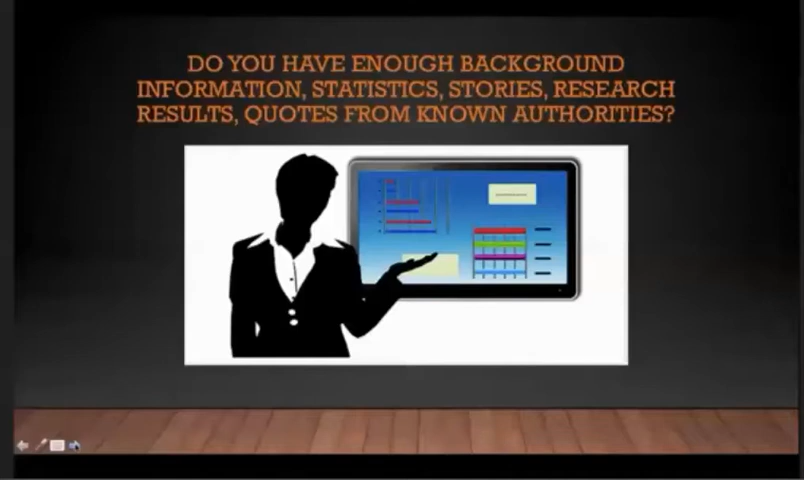 DO YOU HAVE ENOUGH BACKGROUND
INFORMATION, STATISTICS, STORIES, RESEARCH
RESULTS, QUOTES FROM KNOWN AUTHORITIES?